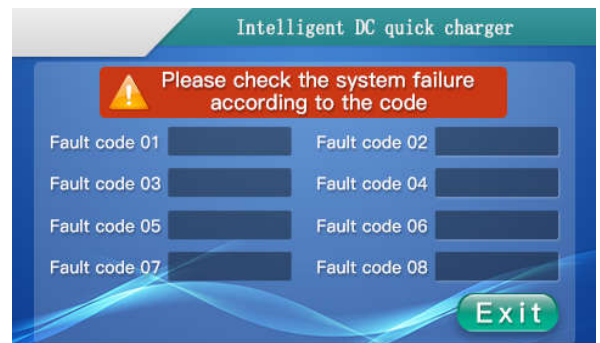 Intelligent DC quick charger
Please check the system failure
according to the code
Fault code 01
Fault code 02
Fault code 03
Fault code 04
Fault code 05
Fault code 06
Fault code 07
Fault code 08
Exit